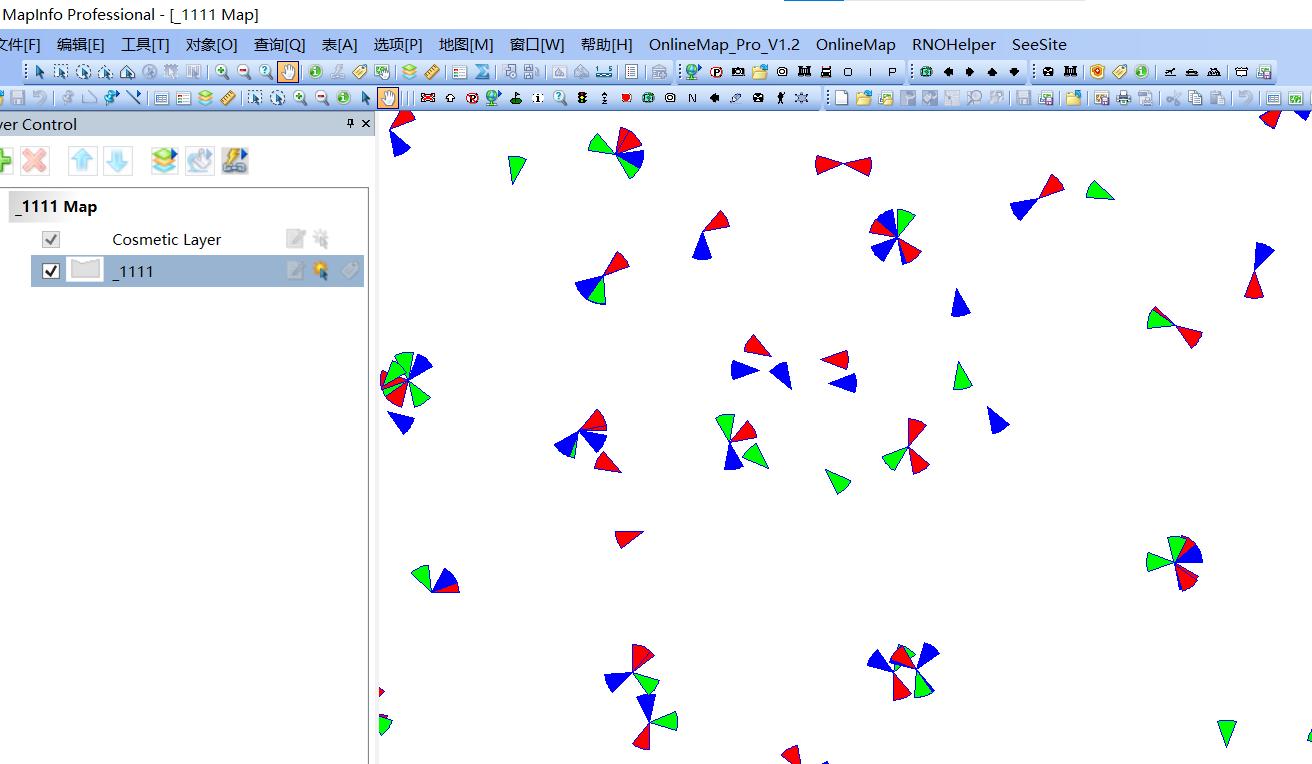 MapInfo Professional - [_1111 Map]
文件[F] 编辑[E] 工具[T] 对象[O] 查询[Q] 表[A] 选项[P] 地图[M] 窗口[W] 帮助[H] OnlineMap_Pro_V1.2 OnlineMap RNOHelper SeeSite
yer Control
_1111 Map
Cosmetic Layer
_1111